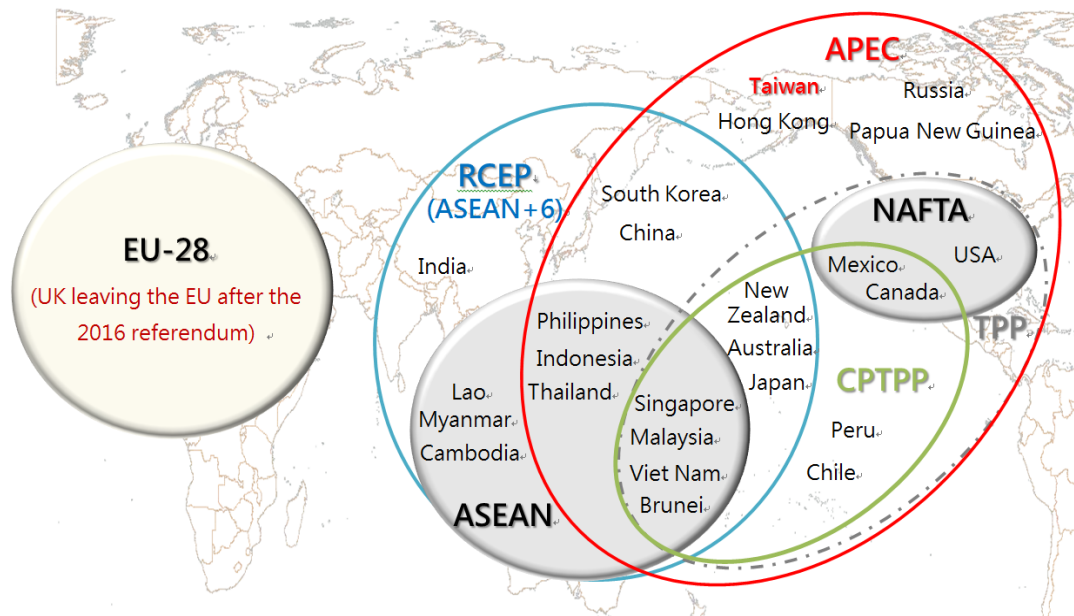 EU-28
(UK leaving the EU after the
2016 referendum)
RCEP
(ASEAN+6)
India
South Korea
China
APEC
Taiwan
Russia
Hong Kong
Papua New Guinea
NAFTA
USA
Mexico
Canada
TPP
New
Zealand
Australia
Japan
CPTPP
Peru
Chile
Philippines
Indonesia
Thailand
Lao
Myanmar
Cambodia
Singapore
Malaysia
Viet Nam
Brunei
ASEAN